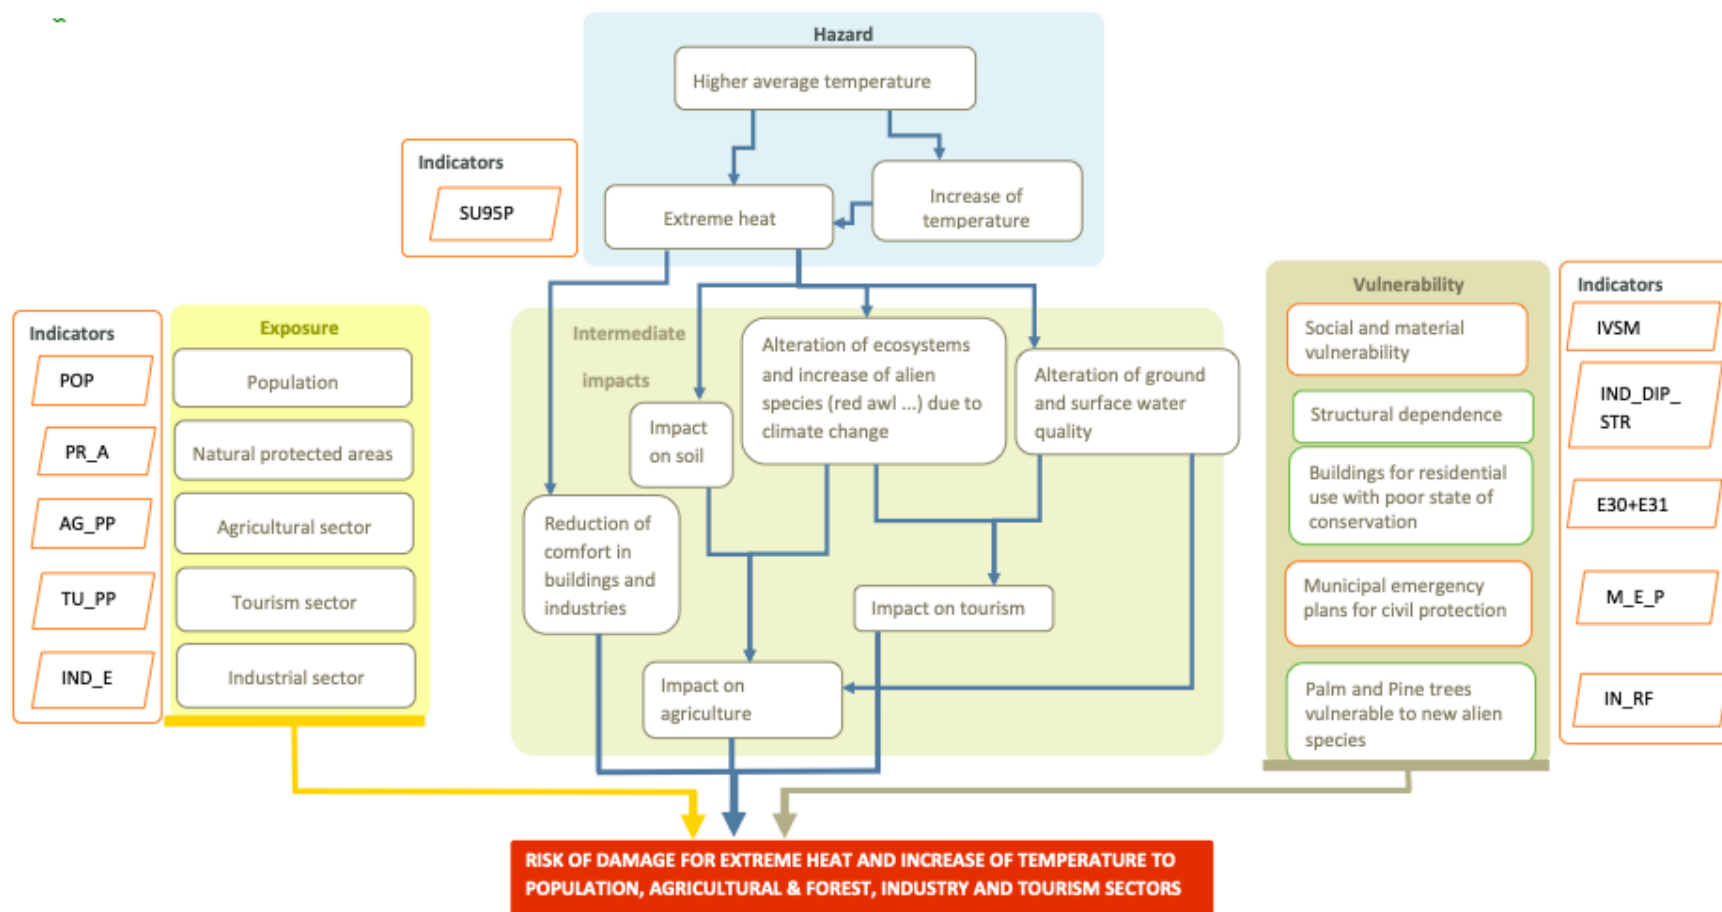 Hazard
Higher average temperature
Indicators
SU95P
Extreme heat
Increase of
temperature
Indicators
POP
PR_A
AG_PP
TU_PP
IND_E
Exposure
Population
Natural protected areas
Agricultural sector
Tourism sector
Industrial sector
Intermediate
impacts
Impact
on soil
Alteration of ecosystems
and increase of alien
species (red awl ...) due to
climate change
Alteration of ground
and surface water
quality
Reduction of
comfort in
buildings and
industries
Impact on tourism
Impact on
agriculture
Vulnerability
Social and material
vulnerability
Structural dependence
Buildings for residential
use with poor state of
conservation
Municipal emergency
plans for civil protection
Palm and Pine trees
vulnerable to new alien
species
Indicators
IVSM
IND_DIP_
STR
E30+E31
M_E_P
IN_RF
RISK OF DAMAGE FOR EXTREME HEAT AND INCREASE OF TEMPERATURE TO
POPULATION, AGRICULTURAL & FOREST, INDUSTRY AND TOURISM SECTORS